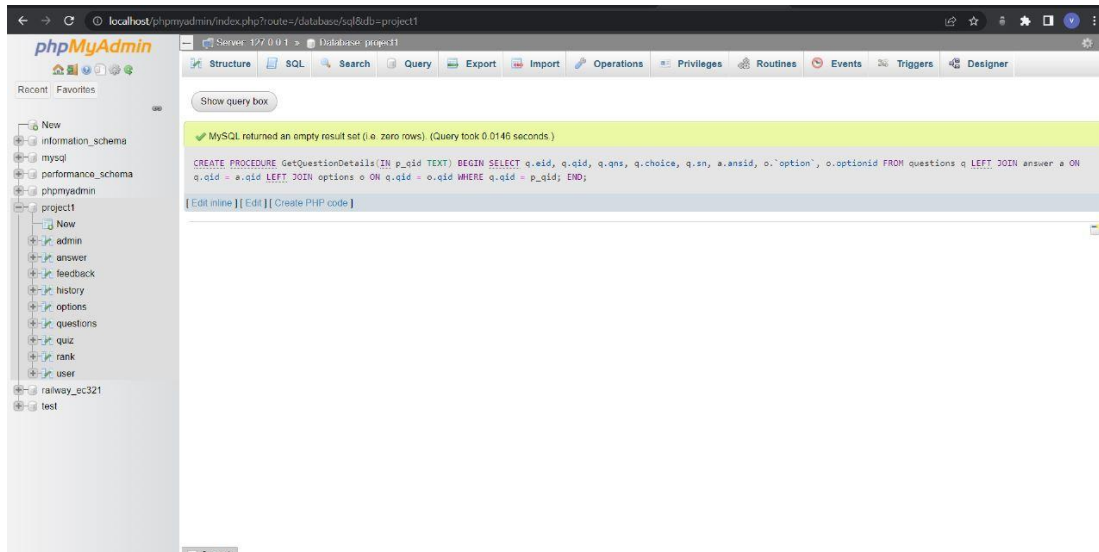 localhost/phpmyadmin/index.php?route=/database/sql&db=project1
phpMyAdmin
Recent Favorites
New
information_schema
mysql
performance_schema
phpmyadmin
project1
New
admin
answer
feedback
history
options
questions
quiz
rank
user
railway_ec321
test
Server: 127.0.0.1 » Database: project1
Structure SQL Search Query Export Import Operations Privileges Routines Events Triggers Designer
Show query box
MySQL returned an empty result set (i.e. zero rows). (Query took 0.0146 seconds.)
CREATE PROCEDURE GetQuestionDetails(IN p_qid TEXT) BEGIN SELECT q.eid, q.qid, q.qns, q.choice, q.sn, a.ansid, o.`option`, o.optionid FROM questions q LEFT JOIN answer a ON
q.qid = a.qid LEFT JOIN options o ON q.qid = o.qid WHERE q.qid = p_qid; END;
[ Edit inline ] [ Edit ] [ Create PHP code ]